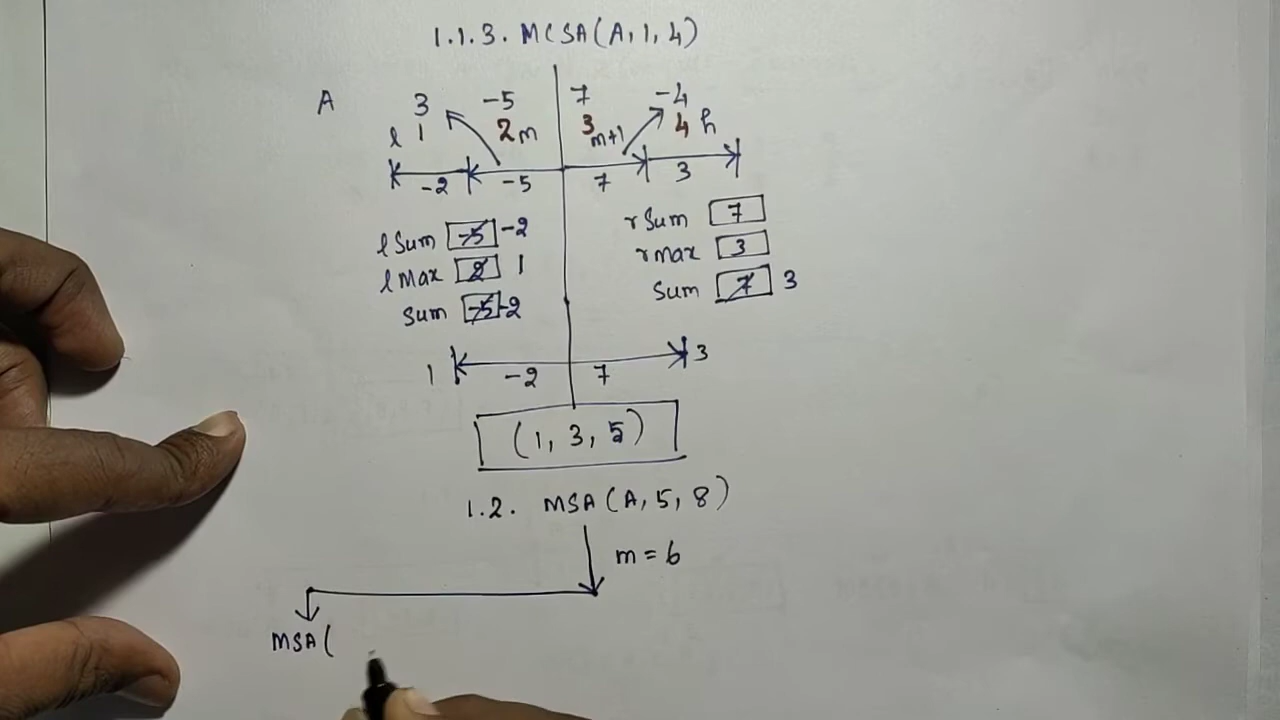 1.1.3. MCSA(A,1,4)
A 3 -5 7 -4
l 1 2m 3 m+1 4 h
-2 -5 7 3
lSum -5 -2 rSum 7
lMax 2 1 rmax 3
Sum -5 -2 Sum 7 3
1 -2 7 3
(1, 3, 5)
1.2. MSA(A,5,8)
m = 6
MSA(